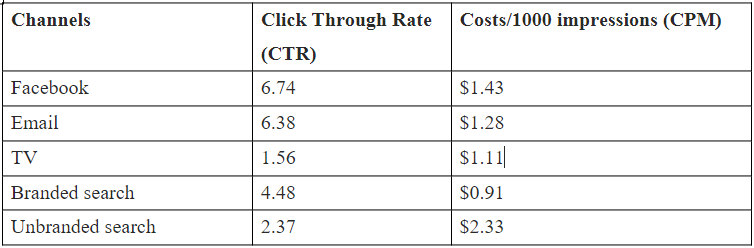 Channels Click Through Rate (CTR) Costs/1000 impressions (CPM)
Facebook 6.74 $1.43
Email 6.38 $1.28
TV 1.56 $1.11
Branded search 4.48 $0.91
Unbranded search 2.37 $2.33